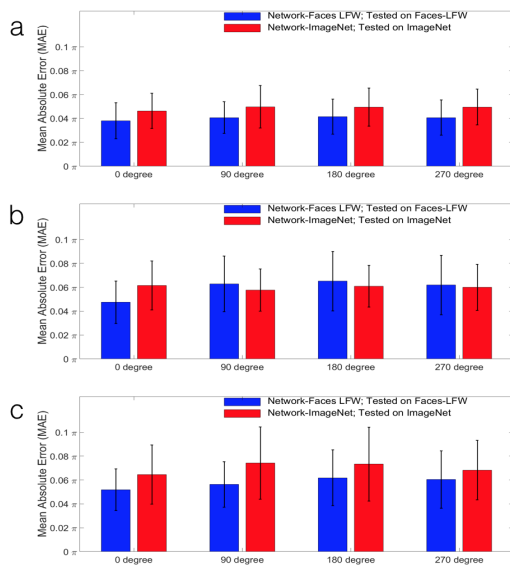 a
Network-Faces LFW; Tested on Faces-LFW
Network-ImageNet; Tested on ImageNet
Mean Absolute Error (MAE)
0.1 π
0.08 π
0.06 π
0.04 π
0.02 π
0 π
0 degree 90 degree 180 degree 270 degree
b
Network-Faces LFW; Tested on Faces-LFW
Network-ImageNet; Tested on ImageNet
Mean Absolute Error (MAE)
0.1 π
0.08 π
0.06 π
0.04 π
0.02 π
0 π
0 degree 90 degree 180 degree 270 degree
c
Network-Faces LFW; Tested on Faces-LFW
Network-ImageNet; Tested on ImageNet
Mean Absolute Error (MAE)
0.1 π
0.08 π
0.06 π
0.04 π
0.02 π
0 π
0 degree 90 degree 180 degree 270 degree